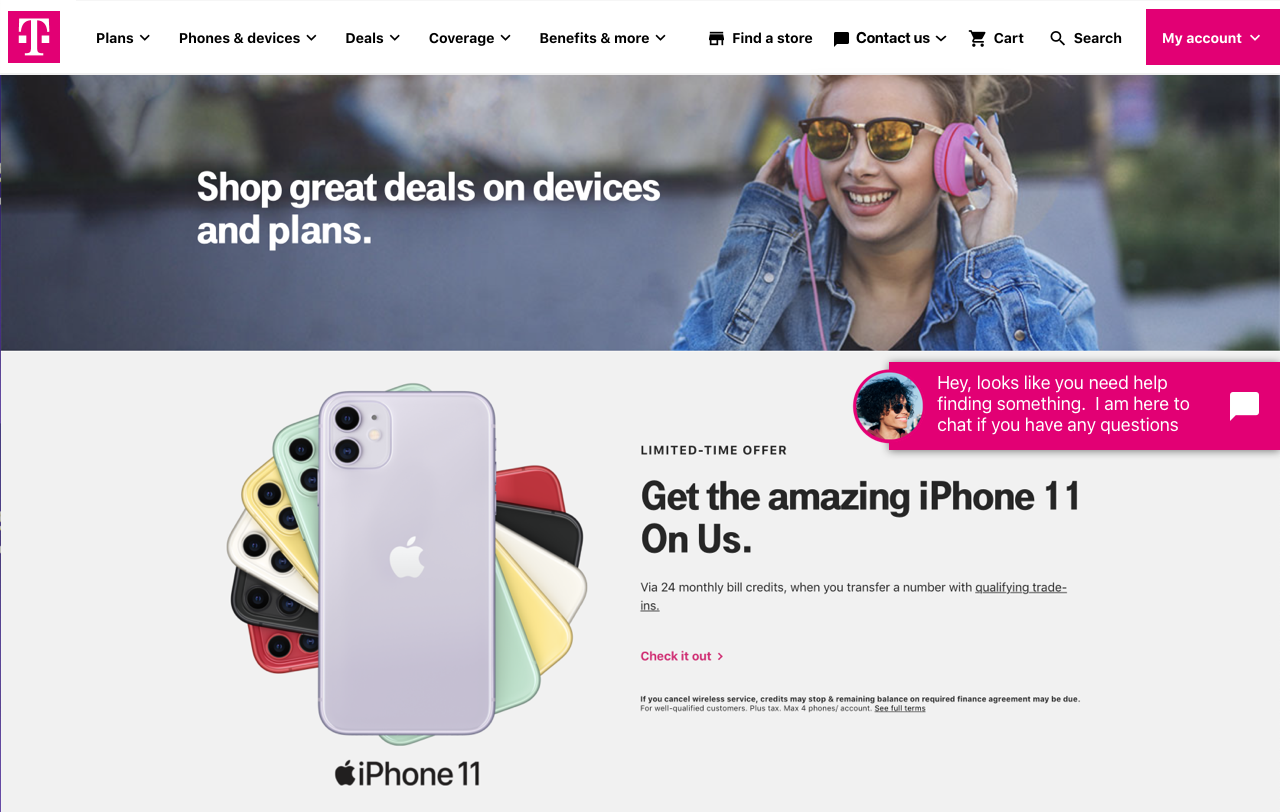 T
Plans
Phones & devices
Deals
Coverage
Benefits & more
Find a store
Contact us
Cart
Search
My account
Shop great deals on devices
and plans.
Hey, looks like you need help
finding something.  I am here to
chat if you have any questions
LIMITED-TIME OFFER
Get the amazing iPhone 11
On Us.
Via 24 monthly bill credits, when you transfer a number with qualifying trade-
ins.
Check it out
If you cancel wireless service, credits may stop & remaining balance on required finance agreement may be due.
For well-qualified customers. Plus tax. Max 4 phones/ account. See full terms
iPhone 11